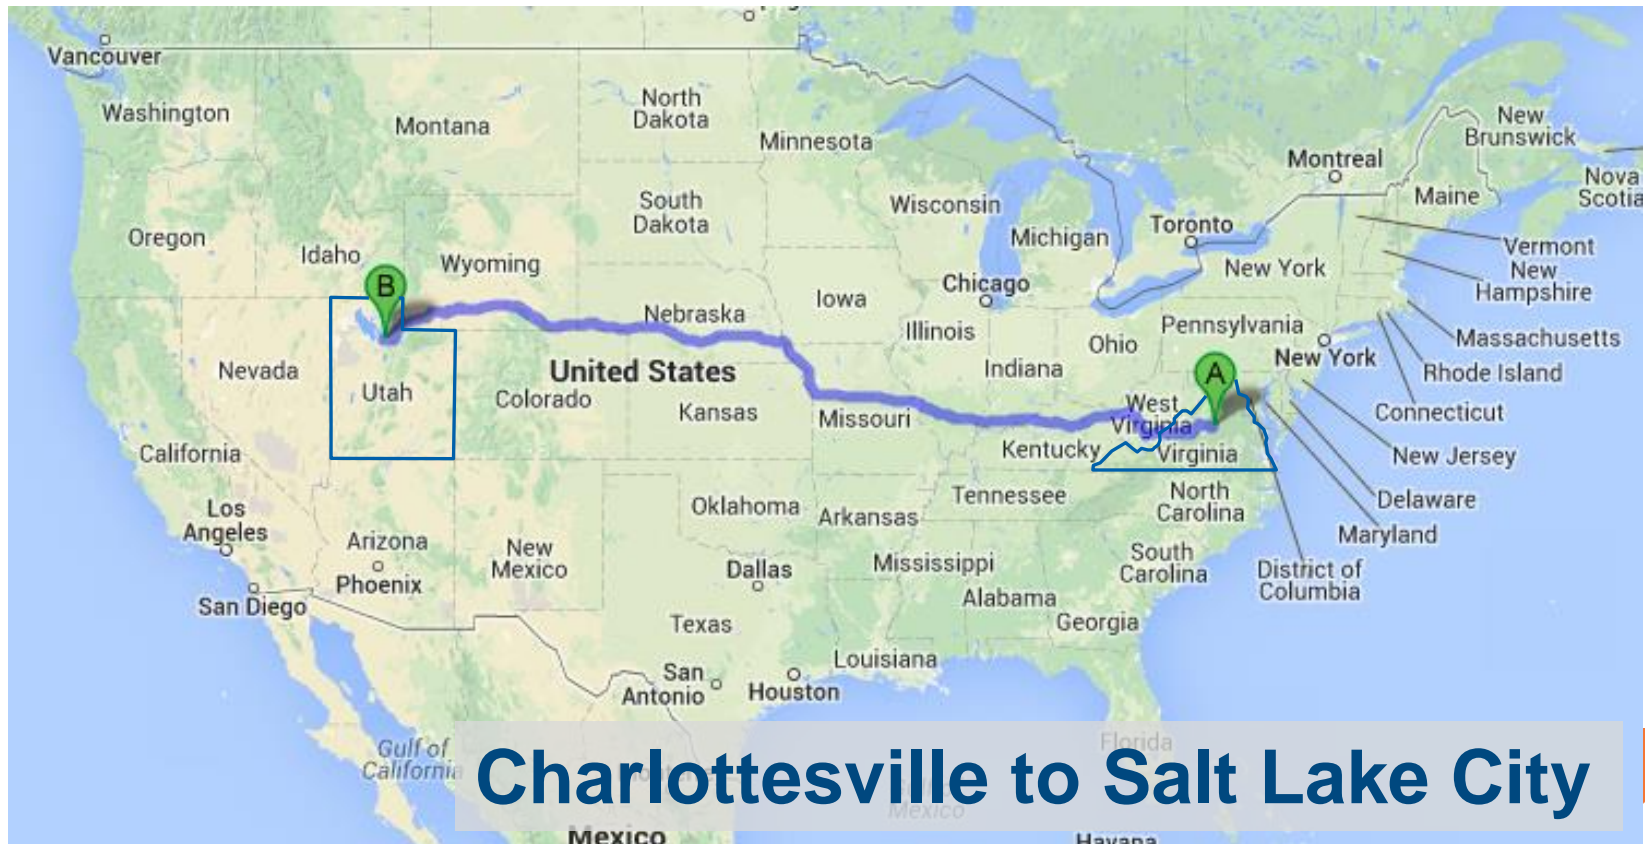 Vancouver
Washington
Montana
North
Dakota
Minnesota
Montreal
New
Brunswick
Nova
Scotia
Maine
South
Dakota
Wisconsin
Michigan
Toronto
Oregon
Idaho
Wyoming
New York
Vermont
New
Hampshire
B
Chicago
Iowa
Nebraska
Illinois
Indiana
Ohio
Pennsylvania
New York
Massachusetts
Rhode Island
Connecticut
Nevada
Utah
United States
Colorado
Kansas
Missouri
A
West
Virginia
Kentucky
Virginia
New Jersey
Delaware
Maryland
California
Los
Angeles
Oklahoma
Arkansas
Tennessee
North
Carolina
Arizona
Phoenix
New
Mexico
Dallas
Mississippi
South
Carolina
District of
Columbia
San Diego
Alabama
Georgia
Texas
Louisiana
San
Antonio
Houston
Gulf of
California
Florida
Charlottesville to Salt Lake City
Mexico
Mexico
Havana